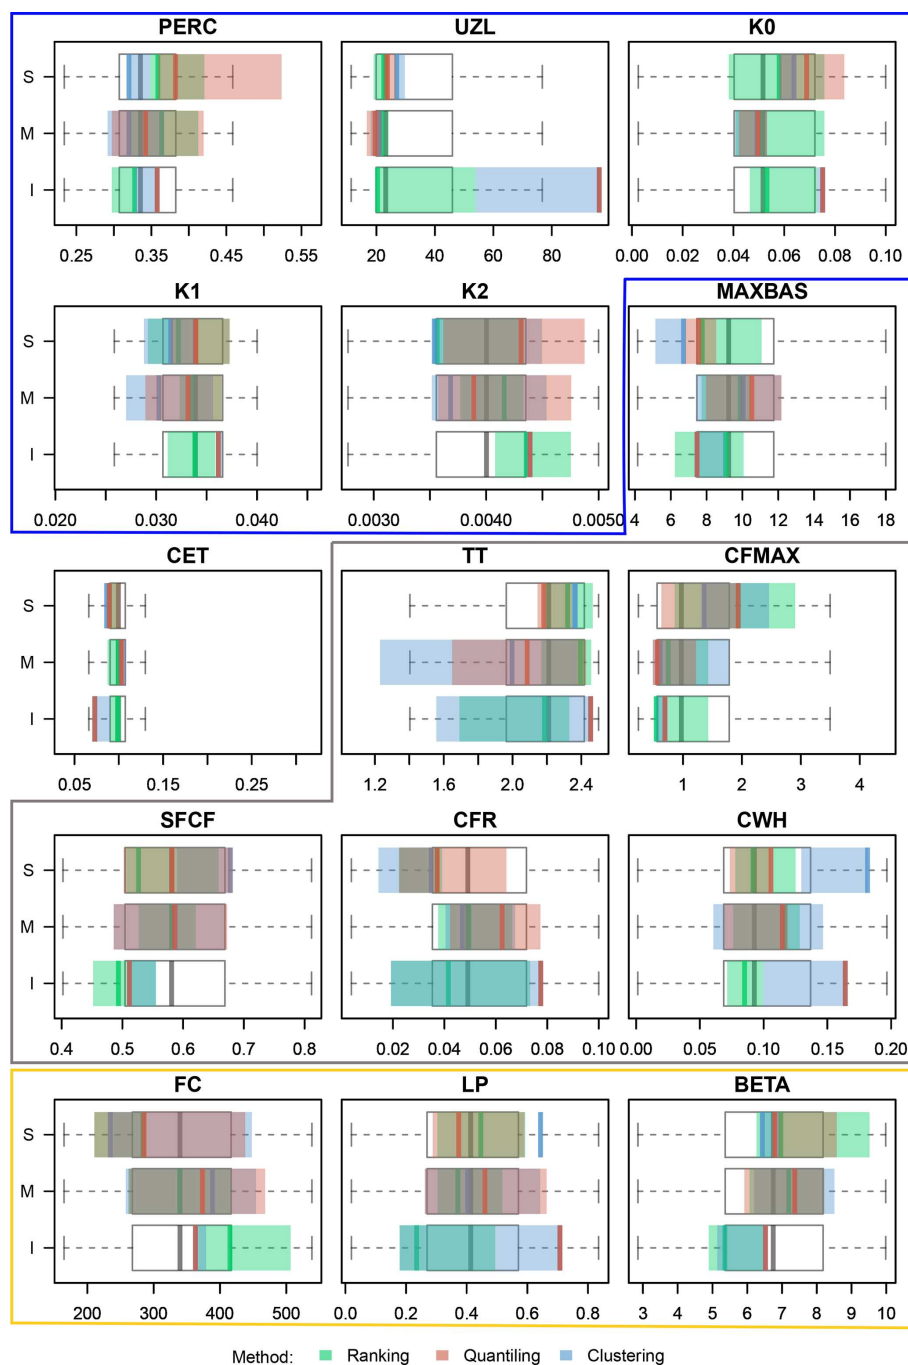 PERC UZL K0
S
M
I
0.25 0.35 0.45 0.55 20 40 60 80 0.00 0.02 0.04 0.06 0.08 0.10
K1 K2 MAXBAS
S
M
I
0.020 0.030 0.040 0.0030 0.0040 0.0050 4 6 8 10 12 14 16 18
CET TT CFMAX
S
M
I
0.05 0.15 0.25 1.2 1.6 2.0 2.4 1 2 3 4
SFCF CFR CWH
S
M
I
0.4 0.5 0.6 0.7 0.8 0.02 0.04 0.06 0.08 0.10 0.00 0.05 0.10 0.15 0.20
FC LP BETA
S
M
I
200 300 400 500 0.0 0.2 0.4 0.6 0.8 3 4 5 6 7 8 9 10
Method: Ranking Quantiling Clustering